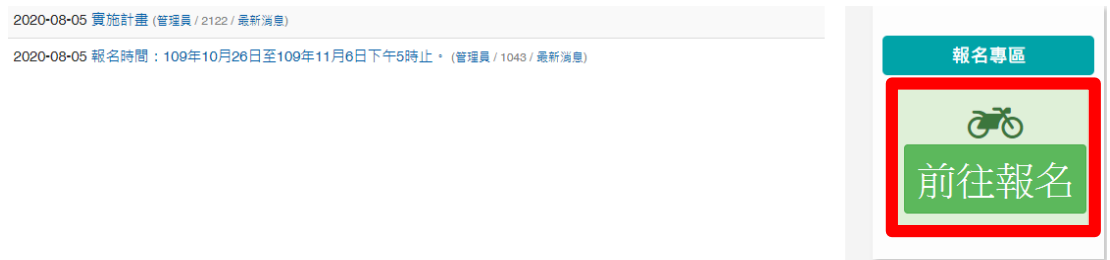 2020-08-05 實施計畫 (管理員 / 2122 / 最新消息)
2020-08-05 報名時間：109年10月26日至109年11月6日下午5時止。 (管理員 / 1043 / 最新消息)
報名專區
前往報名